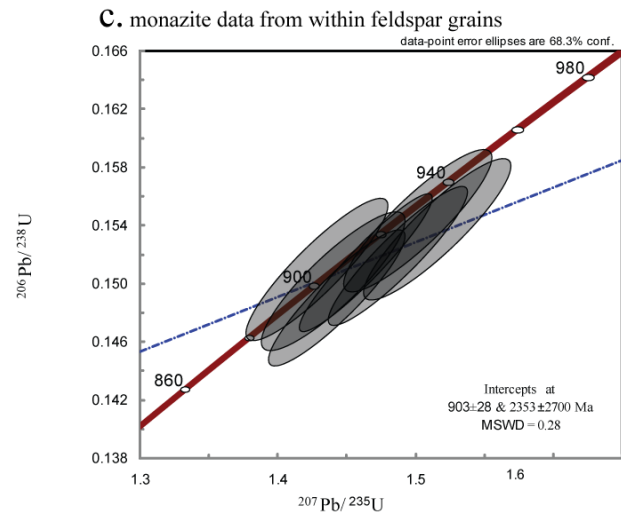 c. monazite data from within feldspar grains
data-point error ellipses are 68.3% conf.
0.166
0.162
0.158
0.154
0.150
0.146
0.142
0.138
206Pb/238U
980
940
900
860
Intercepts at
903±28 & 2353±2700 Ma
MSWD = 0.28
1.3
1.4
1.5
1.6
207Pb/235U